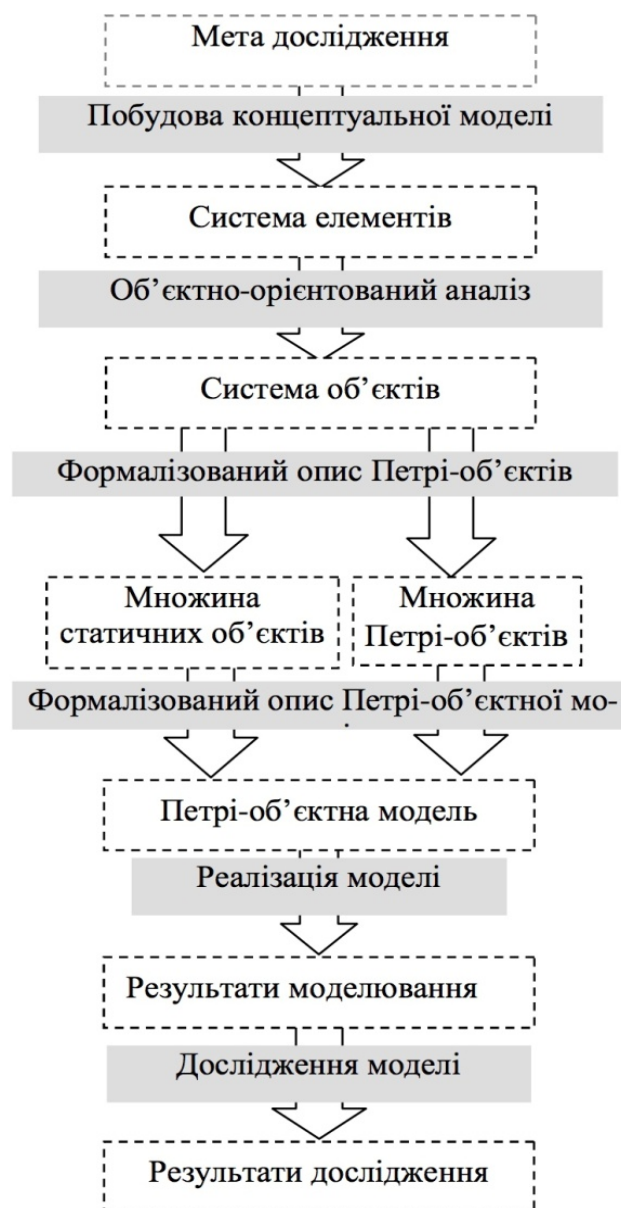 Мета дослідження
Побудова концептуальної моделі
Система елементів
Об’єктно-орієнтований аналіз
Система об’єктів
Формалізований опис Петрі-об’єктів
Множина
статичних об’єктів
Множина
Петрі-об’єктів
Формалізований опис Петрі-об’єктної мо-
Петрі-об’єктна модель
Реалізація моделі
Результати моделювання
Дослідження моделі
Результати дослідження